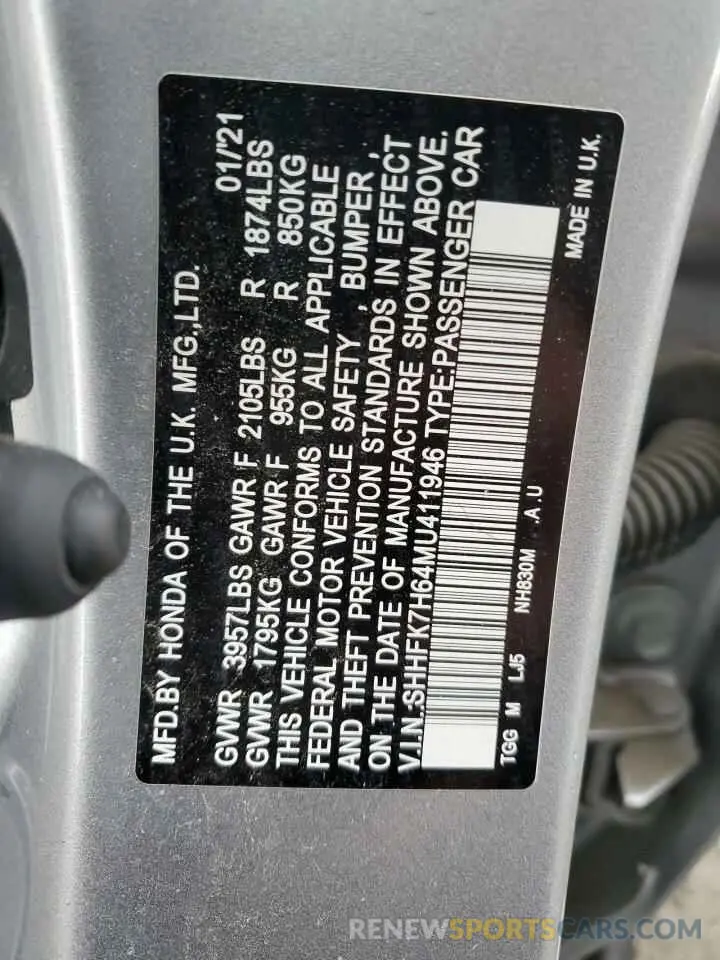 MFD.BY HONDA OF THE U.K. MFG.,LTD.
01/'21
GVWR 3957LBS GAWR F 2105LBS R 1874LBS
GVWR 1795KG GAWR F 955KG R 850KG
THIS VEHICLE CONFORMS TO ALL APPLICABLE
FEDERAL MOTOR VEHICLE SAFETY , BUMPER ,
AND THEFT PREVENTION STANDARDS IN EFFECT
ON THE DATE OF MANUFACTURE SHOWN ABOVE.
V.I.N.:SHHFK7H64MU411946 TYPE:PASSENGER CAR
TGG M LJ5 NH830M .A .U
MADE IN U.K.
RENEWSPORTSCARS.COM